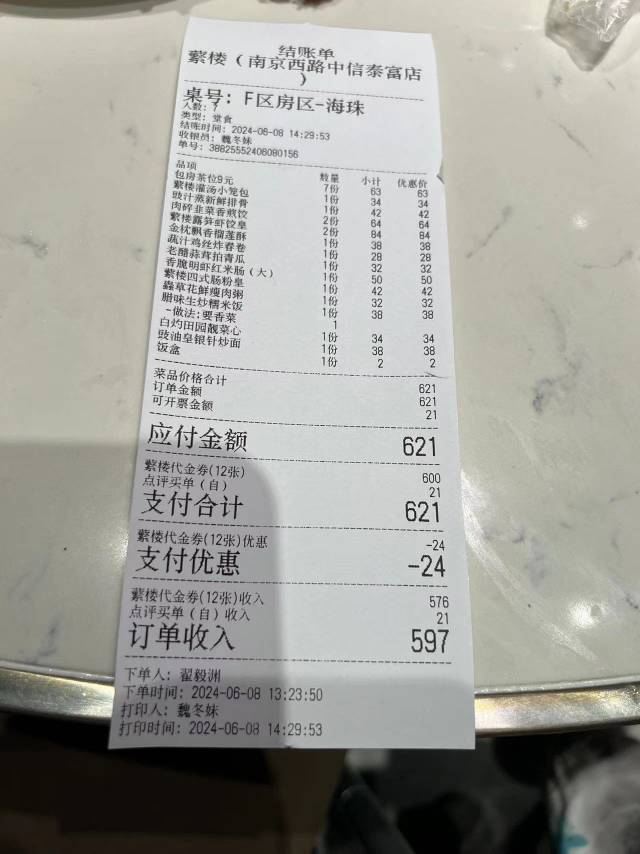 结账单
蘩楼（南京西路中信泰富店
）
桌号: F区房区-海珠
人数: 7
类型: 堂食
结账时间: 2024-06-08 14:29:53
收银员: 魏冬妹
单号: 38825552406080156
品项 数量 小计 优惠价
包房茶位9元 7份 63 63
蘩楼灌汤小笼包 1份 34 34
豉汁蒸新鲜排骨 1份 42 42
肉碎韭菜香煎饺 2份 64 64
蘩楼露笋虾饺皇 2份 84 84
金枕飘香榴莲酥 1份 38 38
蔬汁鸡丝炸春卷 1份 28 28
老醋蒜茸拍青瓜 1份 32 32
香脆明虾红米肠（大） 1份 50 50
蘩楼四式肠粉皇 1份 42 42
蟲草花鲜瘦肉粥 1份 32 32
腊味生炒糯米饭 1份 38 38
-做法:要香菜 1
白灼田园靓菜心 1份 34 34
豉油皇银针炒面 1份 38 38
饭盒 1份 2 2
菜品价格合计 621
订单金额 621
可开票金额 21
应付金额 621
蘩楼代金券(12张) 600
点评买单（自） 21
支付合计 621
蘩楼代金券(12张)优惠 -24
支付优惠 -24
蘩楼代金券(12张)收入 576
点评买单（自）收入 21
订单收入 597
下单人: 翟毅洲
下单时间: 2024-06-08 13:23:50
打印人: 魏冬妹
打印时间: 2024-06-08 14:29:53